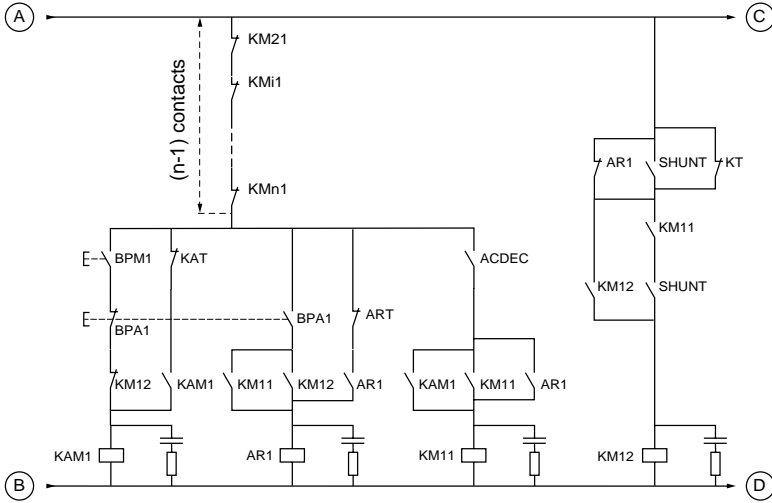 A
C
KM21
KMi1
(n-1) contacts
KMn1
AR1
SHUNT
KT
KM11
BPM1
KAT
ACDEC
KM12
SHUNT
BPA1
BPA1
ART
KM12
KAM1
KM11
KM12
AR1
KAM1
KM11
AR1
KAM1
AR1
KM11
KM12
B
D